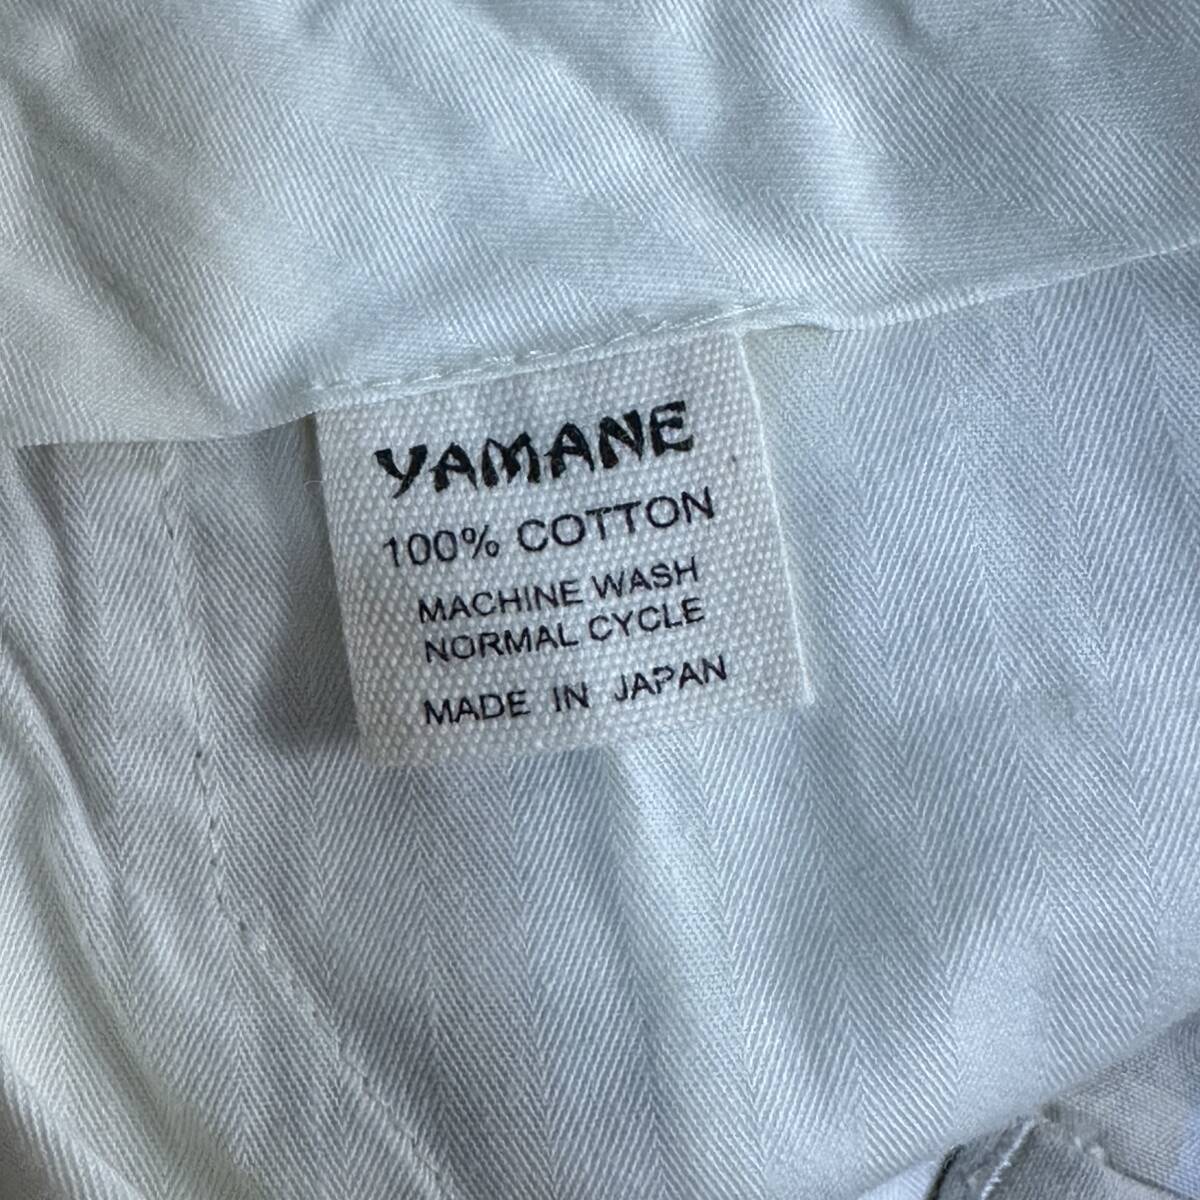 YAMANE
100% COTTON
MACHINE WASH
NORMAL CYCLE
MADE IN JAPAN